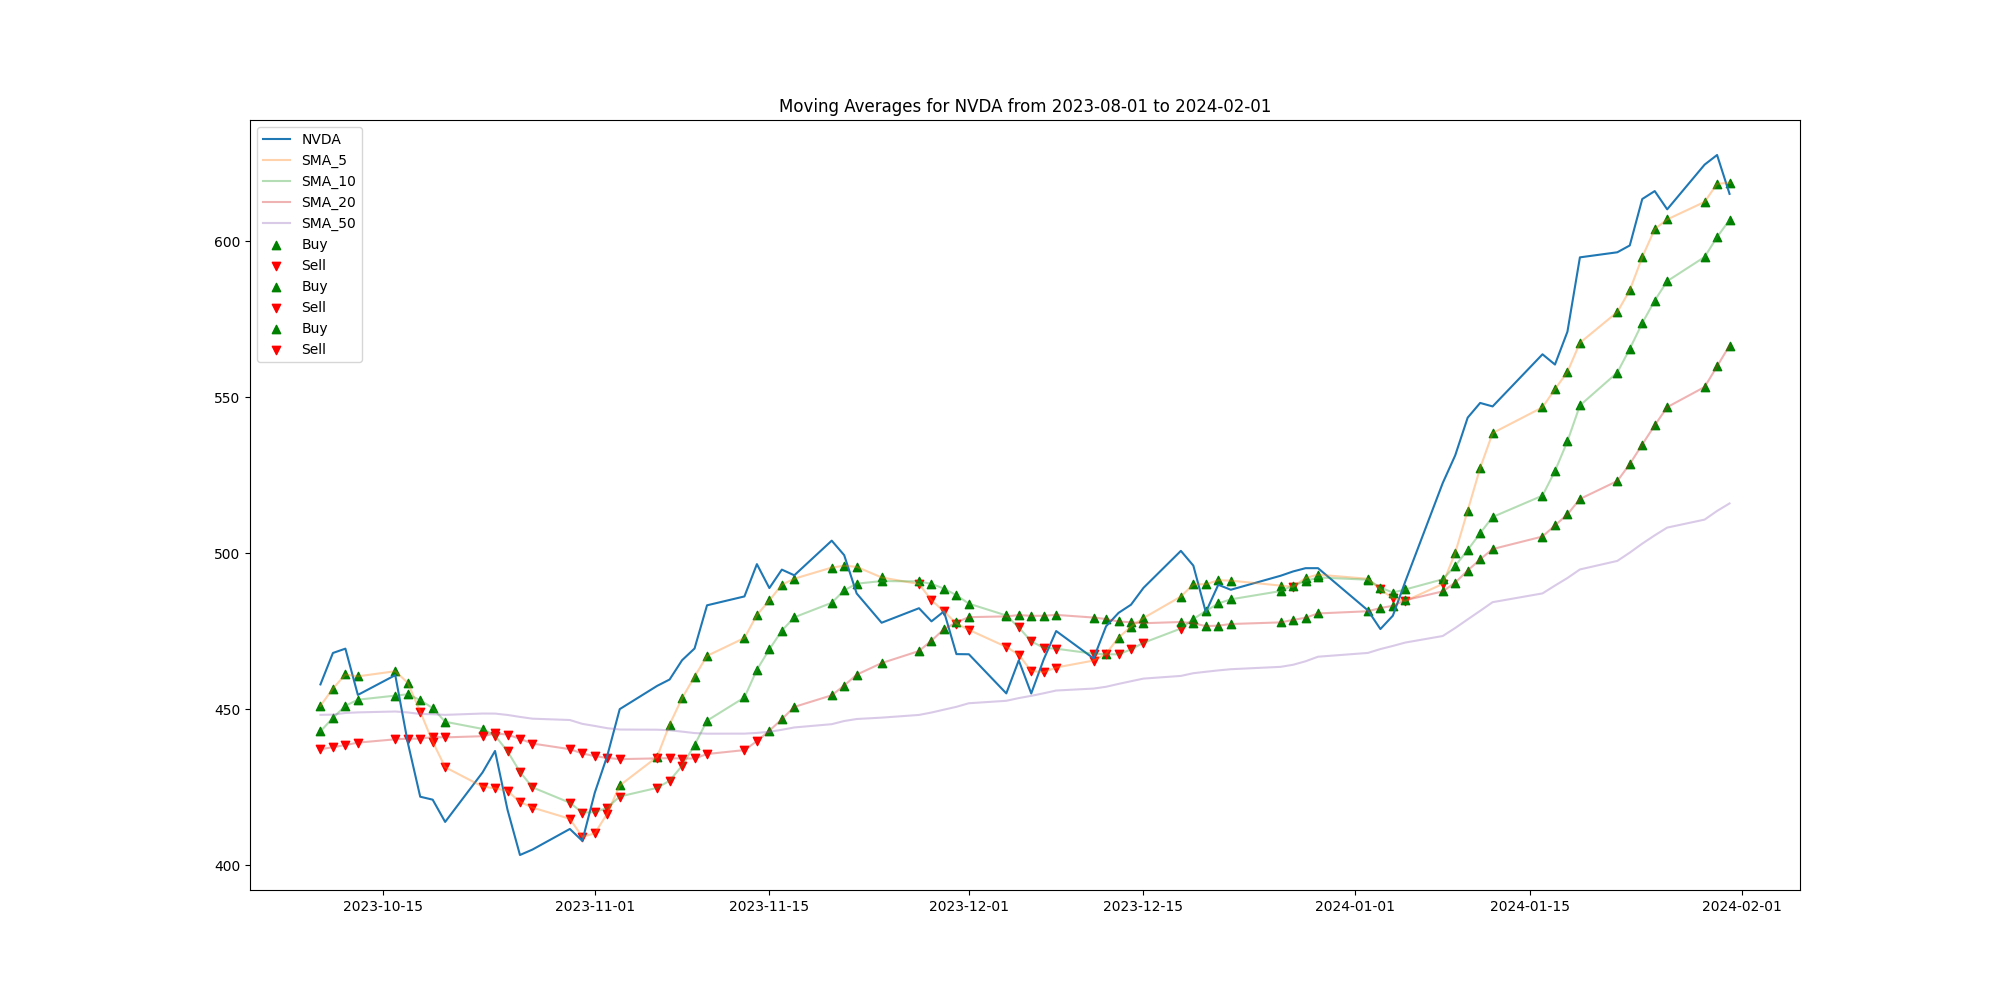 Moving Averages for NVDA from 2023-08-01 to 2024-02-01
NVDA
SMA_5
SMA_10
SMA_20
SMA_50
Buy
Sell
Buy
Sell
Buy
Sell
600
550
500
450
400
2023-10-15
2023-11-01
2023-11-15
2023-12-01
2023-12-15
2024-01-01
2024-01-15
2024-02-01